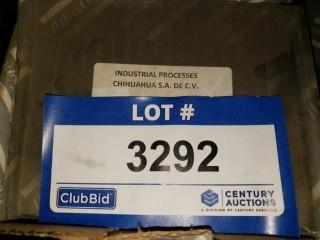 INDUSTRIAL PROCESSES
CHIHUAHUA S.A. DE C.V.
LOT #
3292
ClubBid
CENTURY
AUCTIONS
A DIVISION OF CENTURY SERVICES